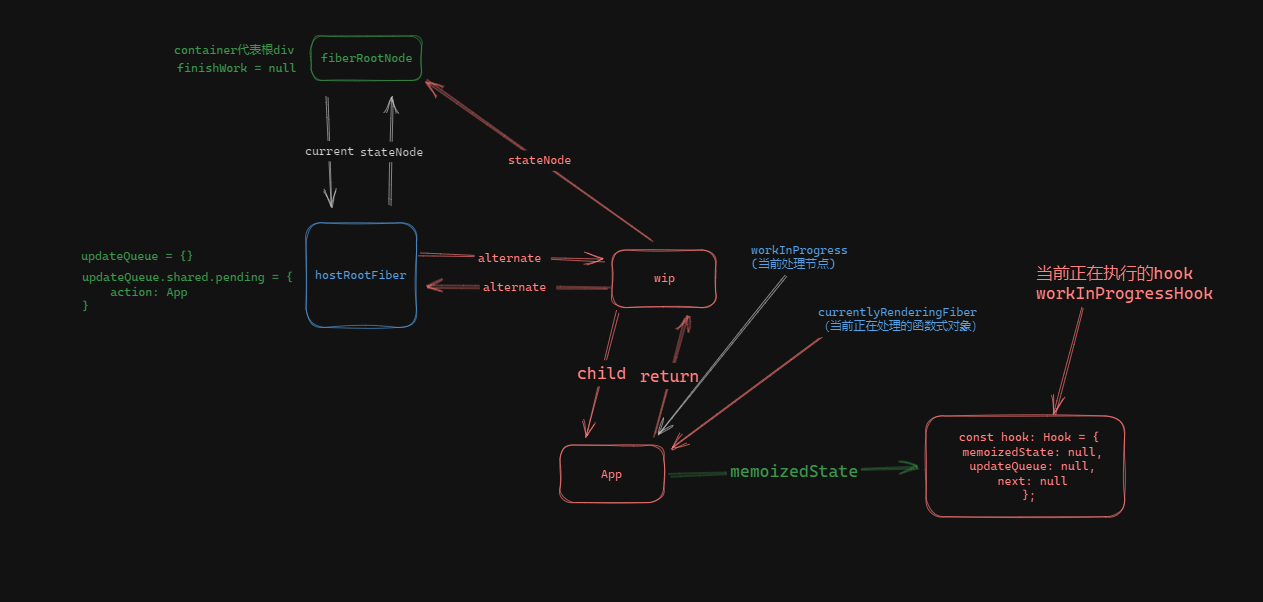 container代表根div
finishWork = null
fiberRootNode
current
stateNode
stateNode
updateQueue = {}
updateQueue.shared.pending = {
action: App
}
hostRootFiber
alternate
alternate
wip
workInProgress
(当前处理节点)
currentlyRenderingFiber
(当前正在处理的函数式对象)
当前正在执行的hook
workInProgressHook
child
return
App
memoizedState
const hook: Hook = {
memoizedState: null,
updateQueue: null,
next: null
};